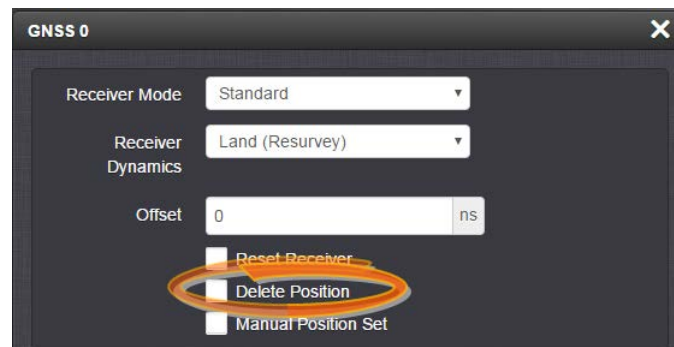 GNSS 0
Receiver Mode Standard
Receiver Land (Resurvey)
Dynamics
Offset 0 ns
Reset Receiver
Delete Position
Manual Position Set